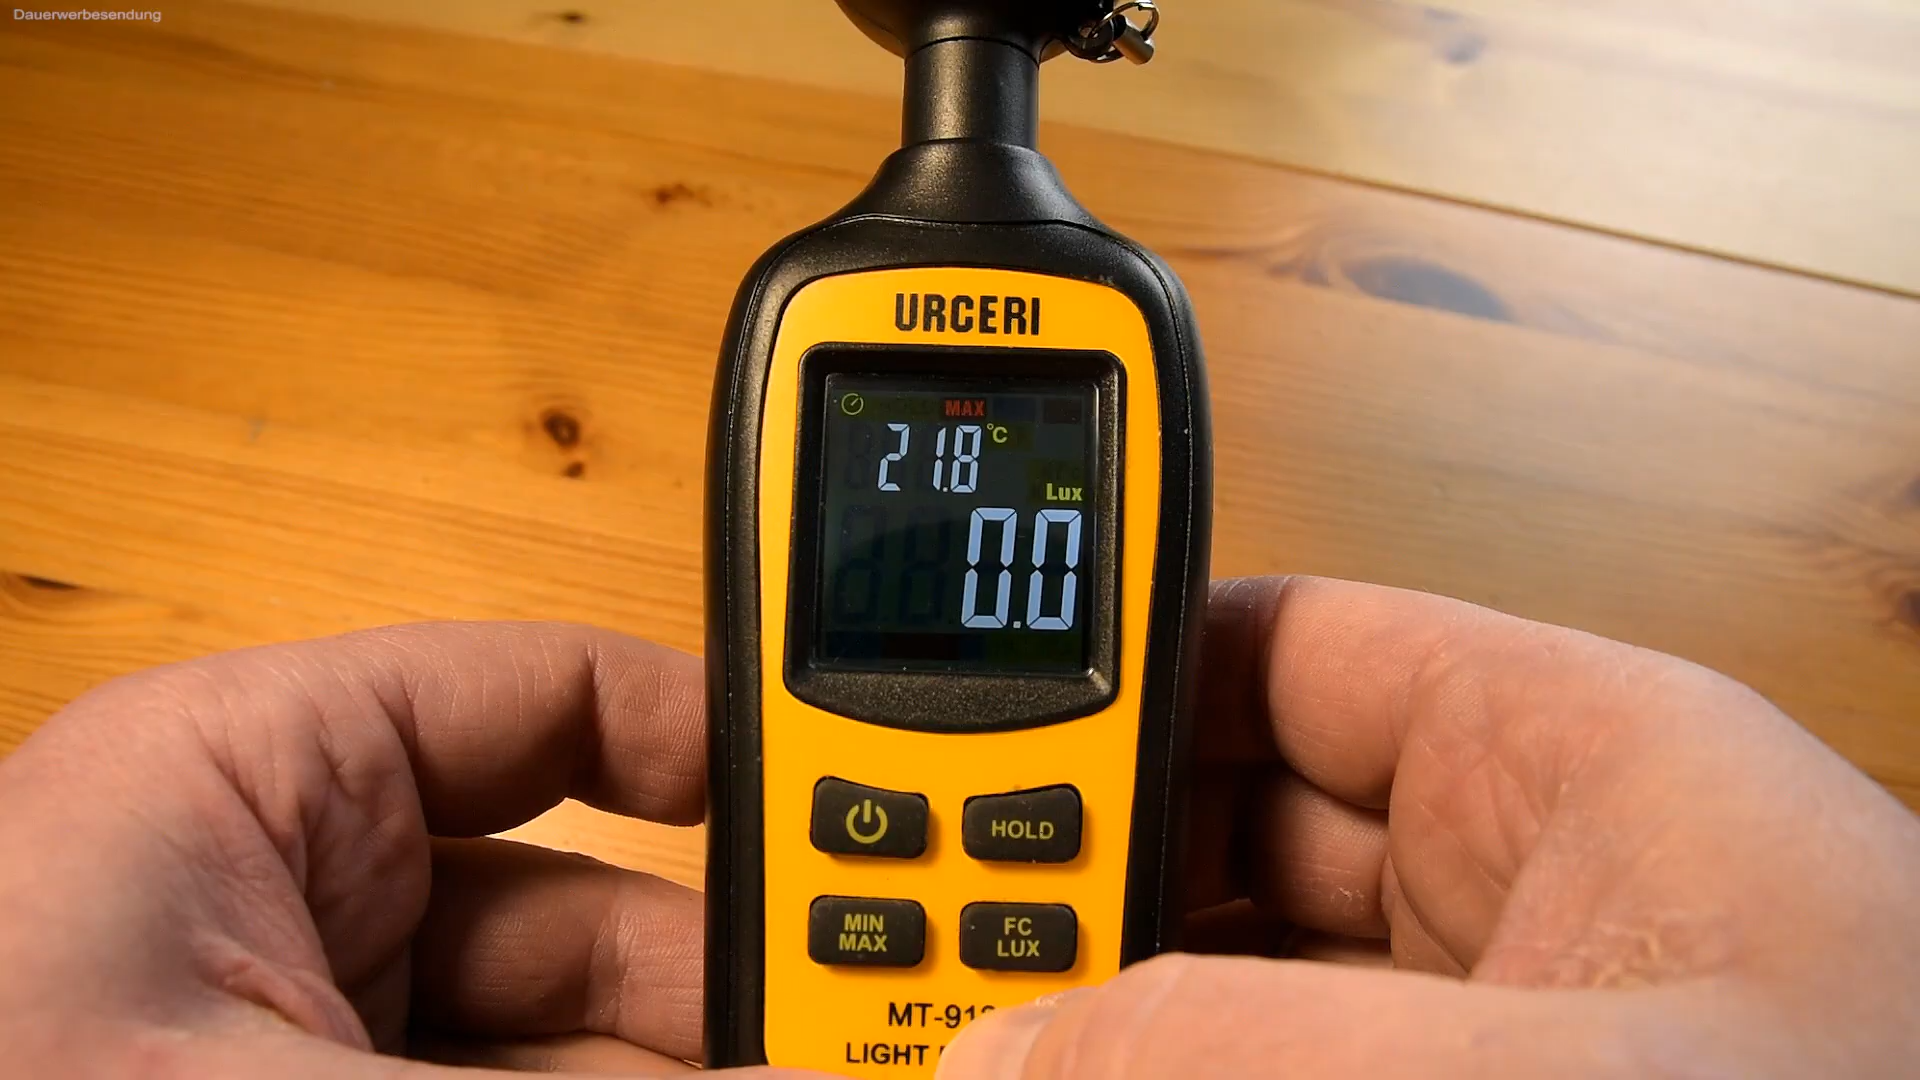 Dauerwerbesendung
URCERI
MAX
21.8 °C
Lux
0.0
HOLD
MIN
MAX
FC
LUX
LIGHT